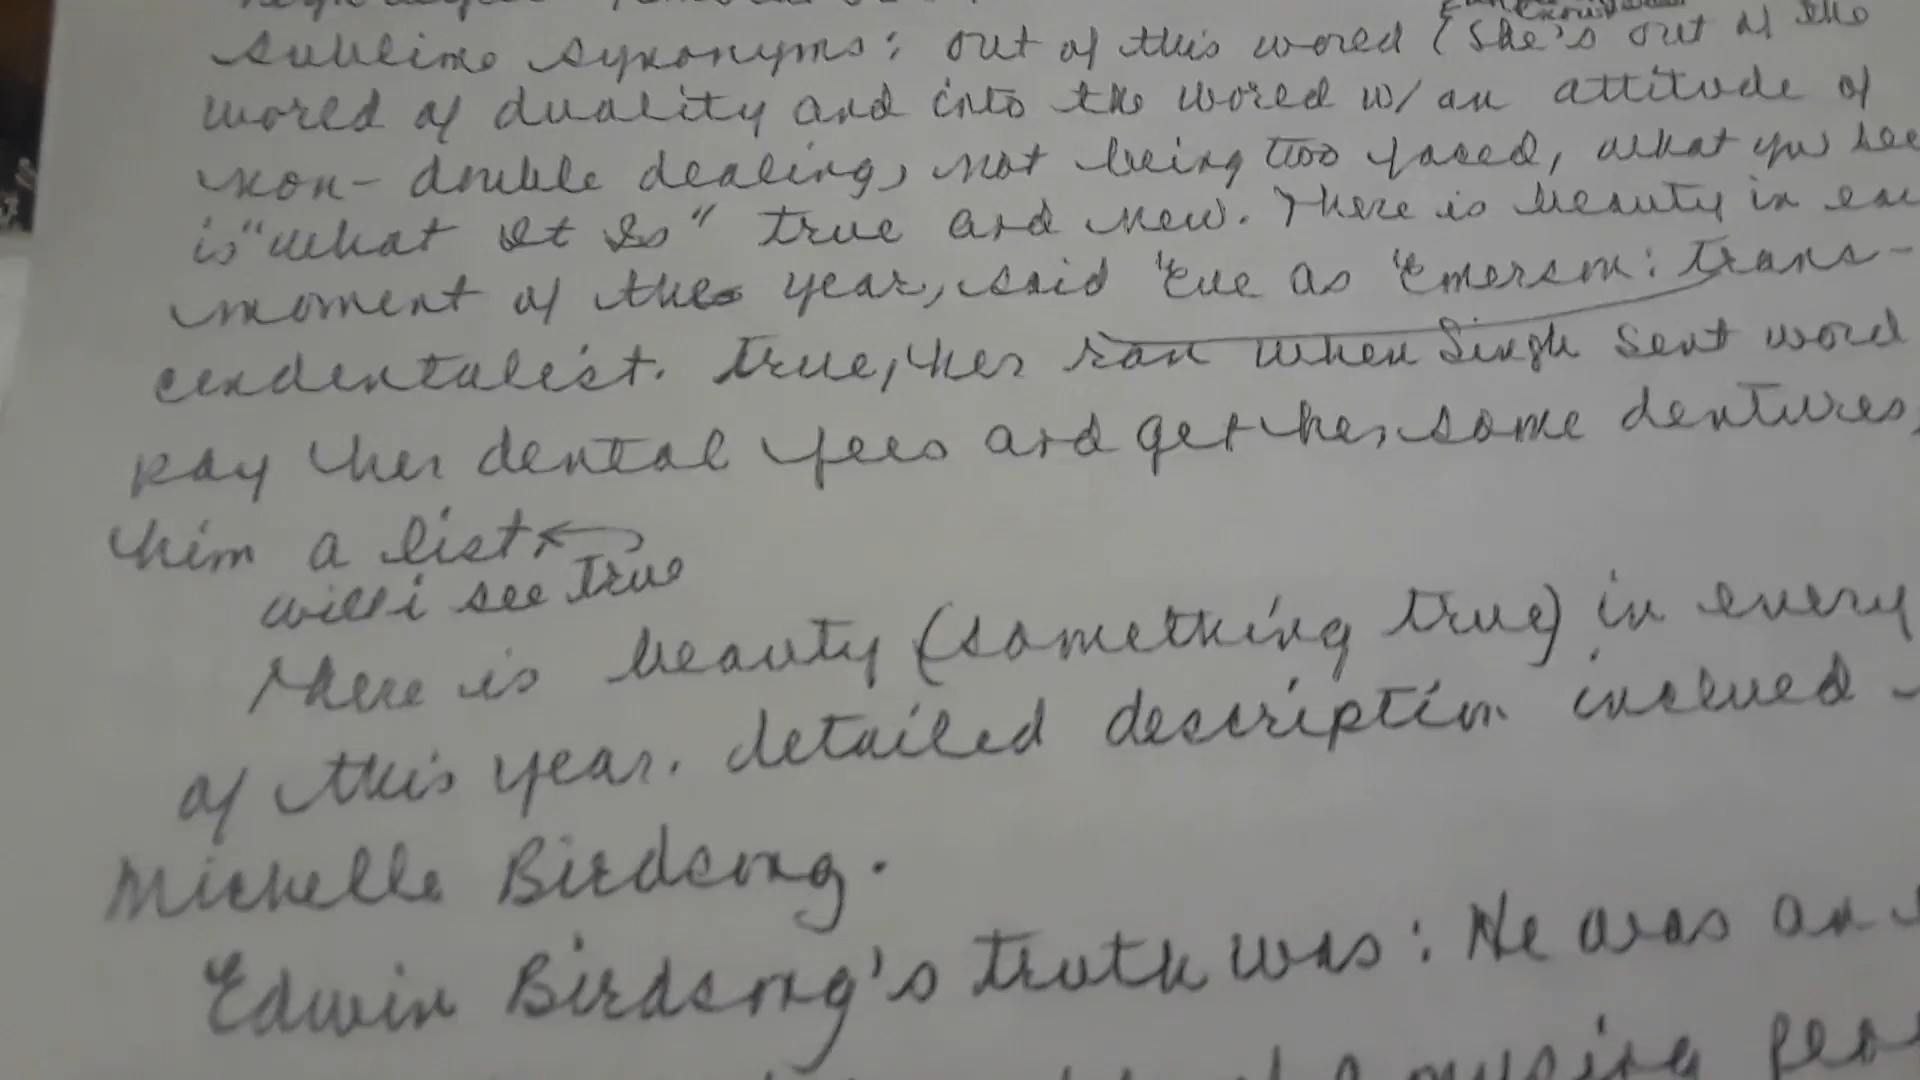 sublime synonyms: out of this world (She's out of the
world of duality and into the world w/ an attitude of
non-double dealing, not being two faced, what you see
is "what It Is" true and new. There is beauty in
moment of the year, said 'Eve as 'Emerson: trans-
cendentalist. True, her ran when Singh sent word
pay her dental fees and get her some dentures,
him a list
will i see True
There is beauty (something true) in every
of this year. detailed description inclued
Michelle Birdsong.
Edwin Birdsong's truth was: He was an